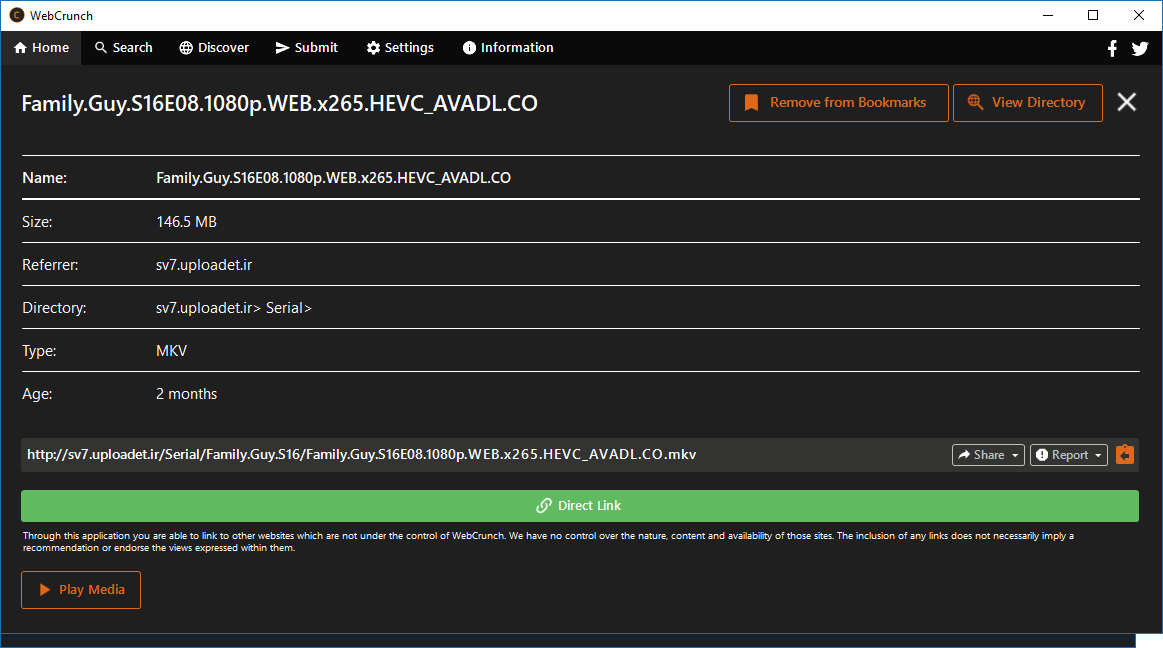 WebCrunch
Home Search Discover Submit Settings Information
Family.Guy.S16E08.1080p.WEB.x265.HEVC_AVADL.CO
Remove from Bookmarks
View Directory
Name: Family.Guy.S16E08.1080p.WEB.x265.HEVC_AVADL.CO
Size: 146.5 MB
Referrer: sv7.uploadet.ir
Directory: sv7.uploadet.ir> Serial>
Type: MKV
Age: 2 months
http://sv7.uploadet.ir/Serial/Family.Guy.S16/Family.Guy.S16E08.1080p.WEB.x265.HEVC_AVADL.CO.mkv
Share
Report
Direct Link
Through this application you are able to link to other websites which are not under the control of WebCrunch. We have no control over the nature, content and availability of those sites. The inclusion of any links does not necessarily imply a
recommendation or endorse the views expressed within them.
Play Media